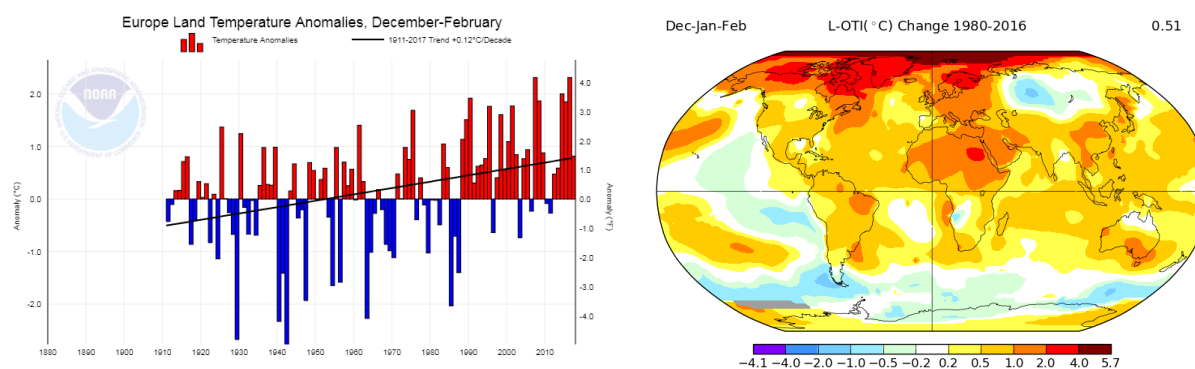 Europe Land Temperature Anomalies, December-February
Temperature Anomalies
1911-2017 Trend +0.12°C/Decade
NOAA
Anomaly (°C)
2.0
1.0
0.0
-1.0
-2.0
4.0
3.0
2.0
1.0
0.0
-1.0
-2.0
-3.0
-4.0
Anomaly (°F)
1880 1890 1900 1910 1920 1930 1940 1950 1960 1970 1980 1990 2000 2010
Dec-Jan-Feb L-OTI(°C) Change 1980-2016 0.51
-4.1 -4.0 -2.0 -1.0 -0.5 -0.2 0.2 0.5 1.0 2.0 4.0 5.7